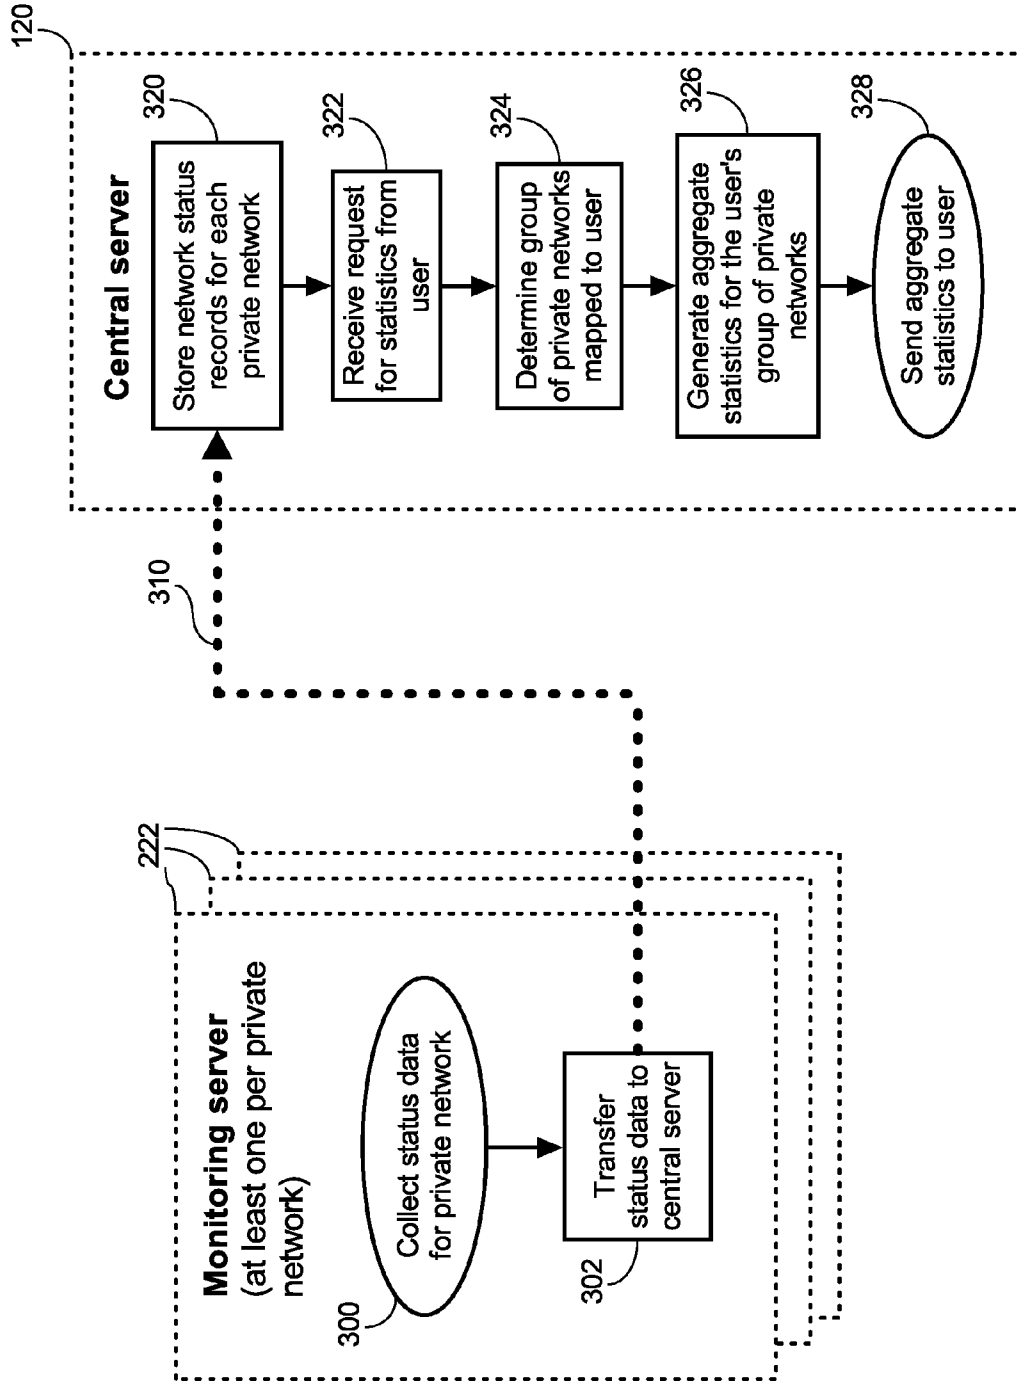 Monitoring server
(at least one per private
network)
222
300
Collect status data
for private network
302
Transfer
status data to
central server
310
120
Central server
320
Store network status
records for each
private network
322
Receive request
for statistics from
user
324
Determine group
of private networks
mapped to user
326
Generate aggregate
statistics for the user's
group of private
networks
328
Send aggregate
statistics to user